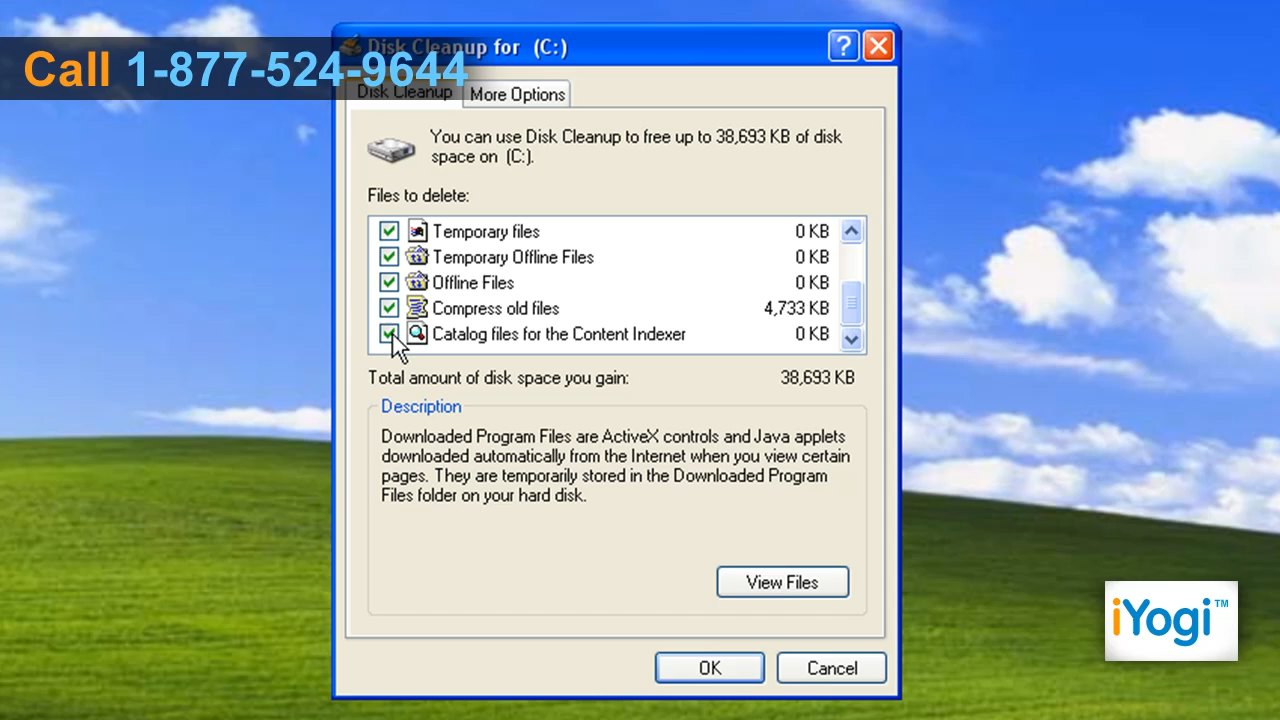 Disk Cleanup for (C:)
Call 1-877-524-9644
Disk Cleanup
More Options
You can use Disk Cleanup to free up to 38,693 KB of disk
space on (C:).
Files to delete:
Temporary files 0 KB
Temporary Offline Files 0 KB
Offline Files 0 KB
Compress old files 4,733 KB
Catalog files for the Content Indexer 0 KB
Total amount of disk space you gain: 38,693 KB
Description
Downloaded Program Files are ActiveX controls and Java applets
downloaded automatically from the Internet when you view certain
pages. They are temporarily stored in the Downloaded Program
Files folder on your hard disk.
View Files
iYogi™
OK
Cancel